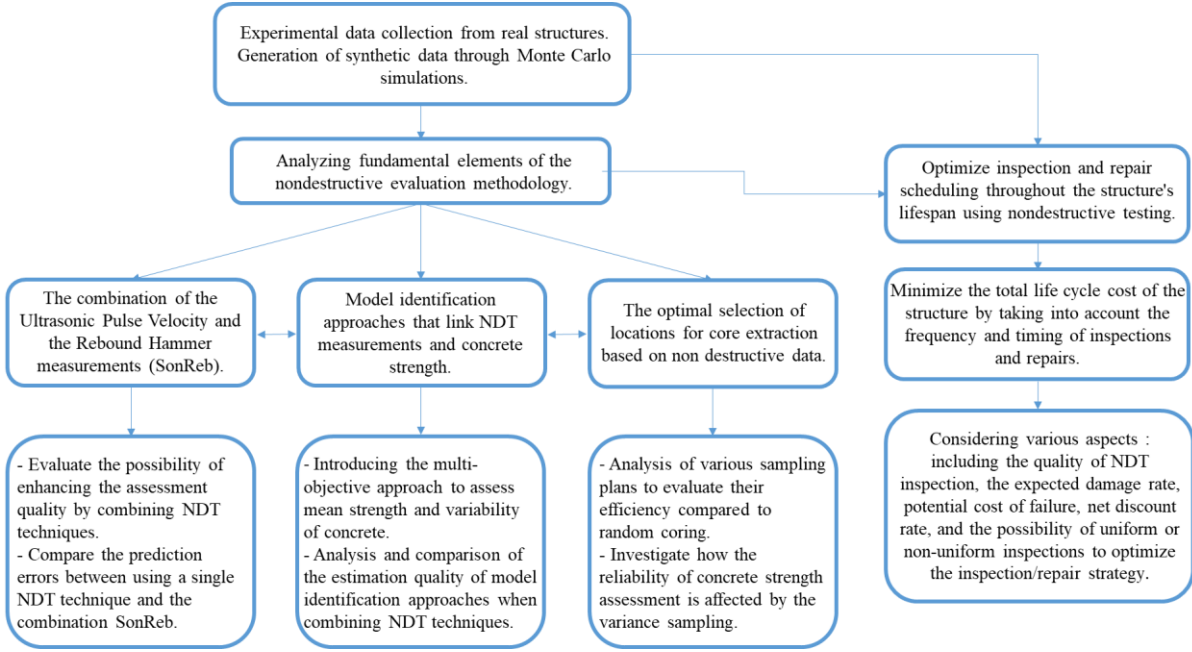 Experimental data collection from real structures.
Generation of synthetic data through Monte Carlo
simulations.
Analyzing fundamental elements of the
nondestructive evaluation methodology.
Optimize inspection and repair
scheduling throughout the structure's
lifespan using nondestructive testing.
The combination of the
Ultrasonic Pulse Velocity and
the Rebound Hammer
measurements (SonReb).
Model identification
approaches that link NDT
measurements and concrete
strength.
The optimal selection of
locations for core extraction
based on non destructive data.
Minimize the total life cycle cost of the
structure by taking into account the
frequency and timing of inspections
and repairs.
- Evaluate the possibility of
enhancing the assessment
quality by combining NDT
techniques.
- Compare the prediction
errors between using a single
NDT technique and the
combination SonReb.
- Introducing the multi-
objective approach to assess
mean strength and variability
of concrete.
- Analysis and comparison of
the estimation quality of model
identification approaches when
combining NDT techniques.
- Analysis of various sampling
plans to evaluate their
efficiency compared to
random coring.
- Investigate how the
reliability of concrete strength
assessment is affected by the
variance sampling.
Considering various aspects :
including the quality of NDT
inspection, the expected damage rate,
potential cost of failure, net discount
rate, and the possibility of uniform or
non-uniform inspections to optimize
the inspection/repair strategy.